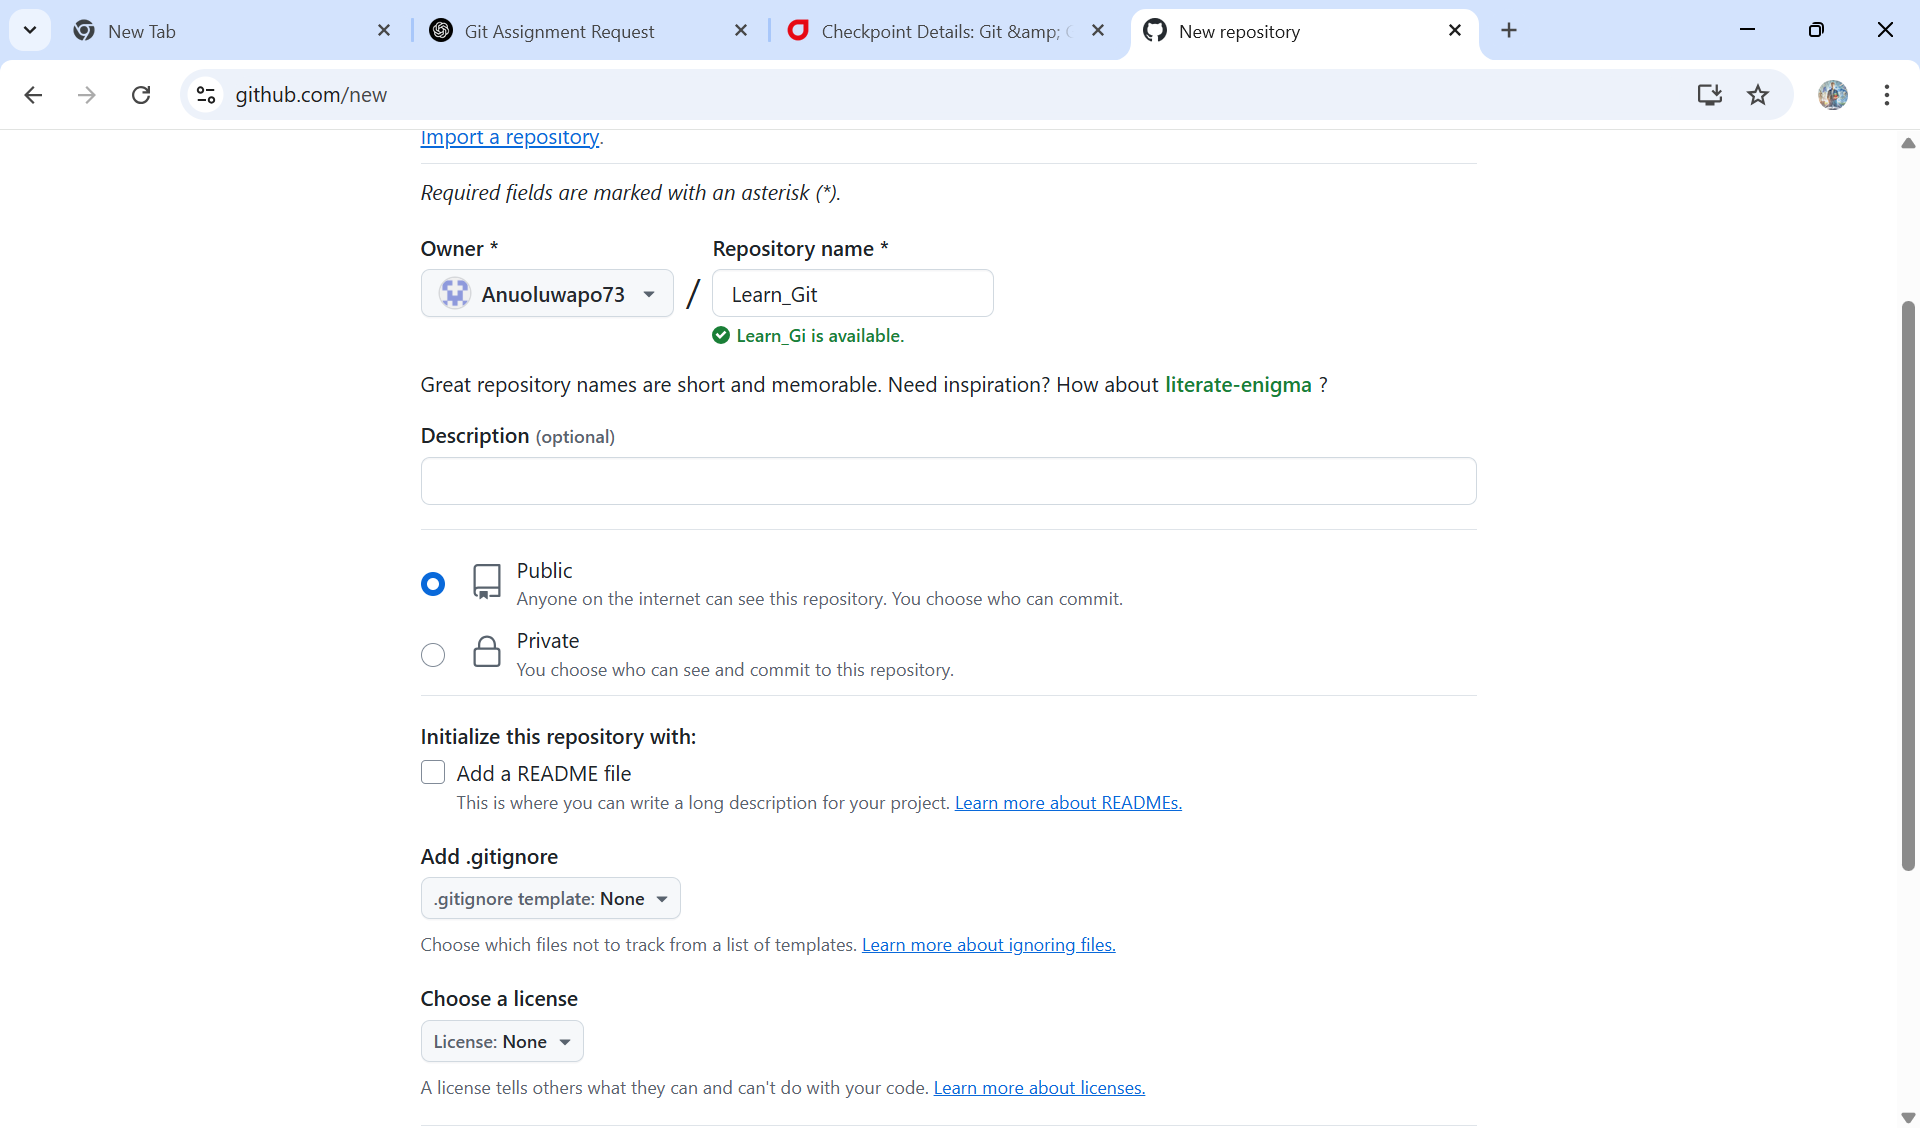 New Tab
Git Assignment Request
Checkpoint Details: Git &amp;
New repository
github.com/new
Import a repository.
Required fields are marked with an asterisk (*).
Owner * Repository name *
Anuoluwapo73 / Learn_Git
Learn_Gi is available.
Great repository names are short and memorable. Need inspiration? How about literate-enigma ?
Description (optional)
Public
Anyone on the internet can see this repository. You choose who can commit.
Private
You choose who can see and commit to this repository.
Initialize this repository with:
Add a README file
This is where you can write a long description for your project. Learn more about READMEs.
Add .gitignore
.gitignore template: None
Choose which files not to track from a list of templates. Learn more about ignoring files.
Choose a license
License: None
A license tells others what they can and can't do with your code. Learn more about licenses.